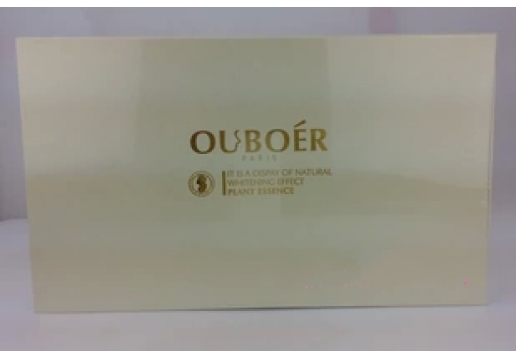 OUBOÉR
PARIS
IT IS A DISPAY OF NATURAL
WHITENING EFFECT
PLANT ESSENCE